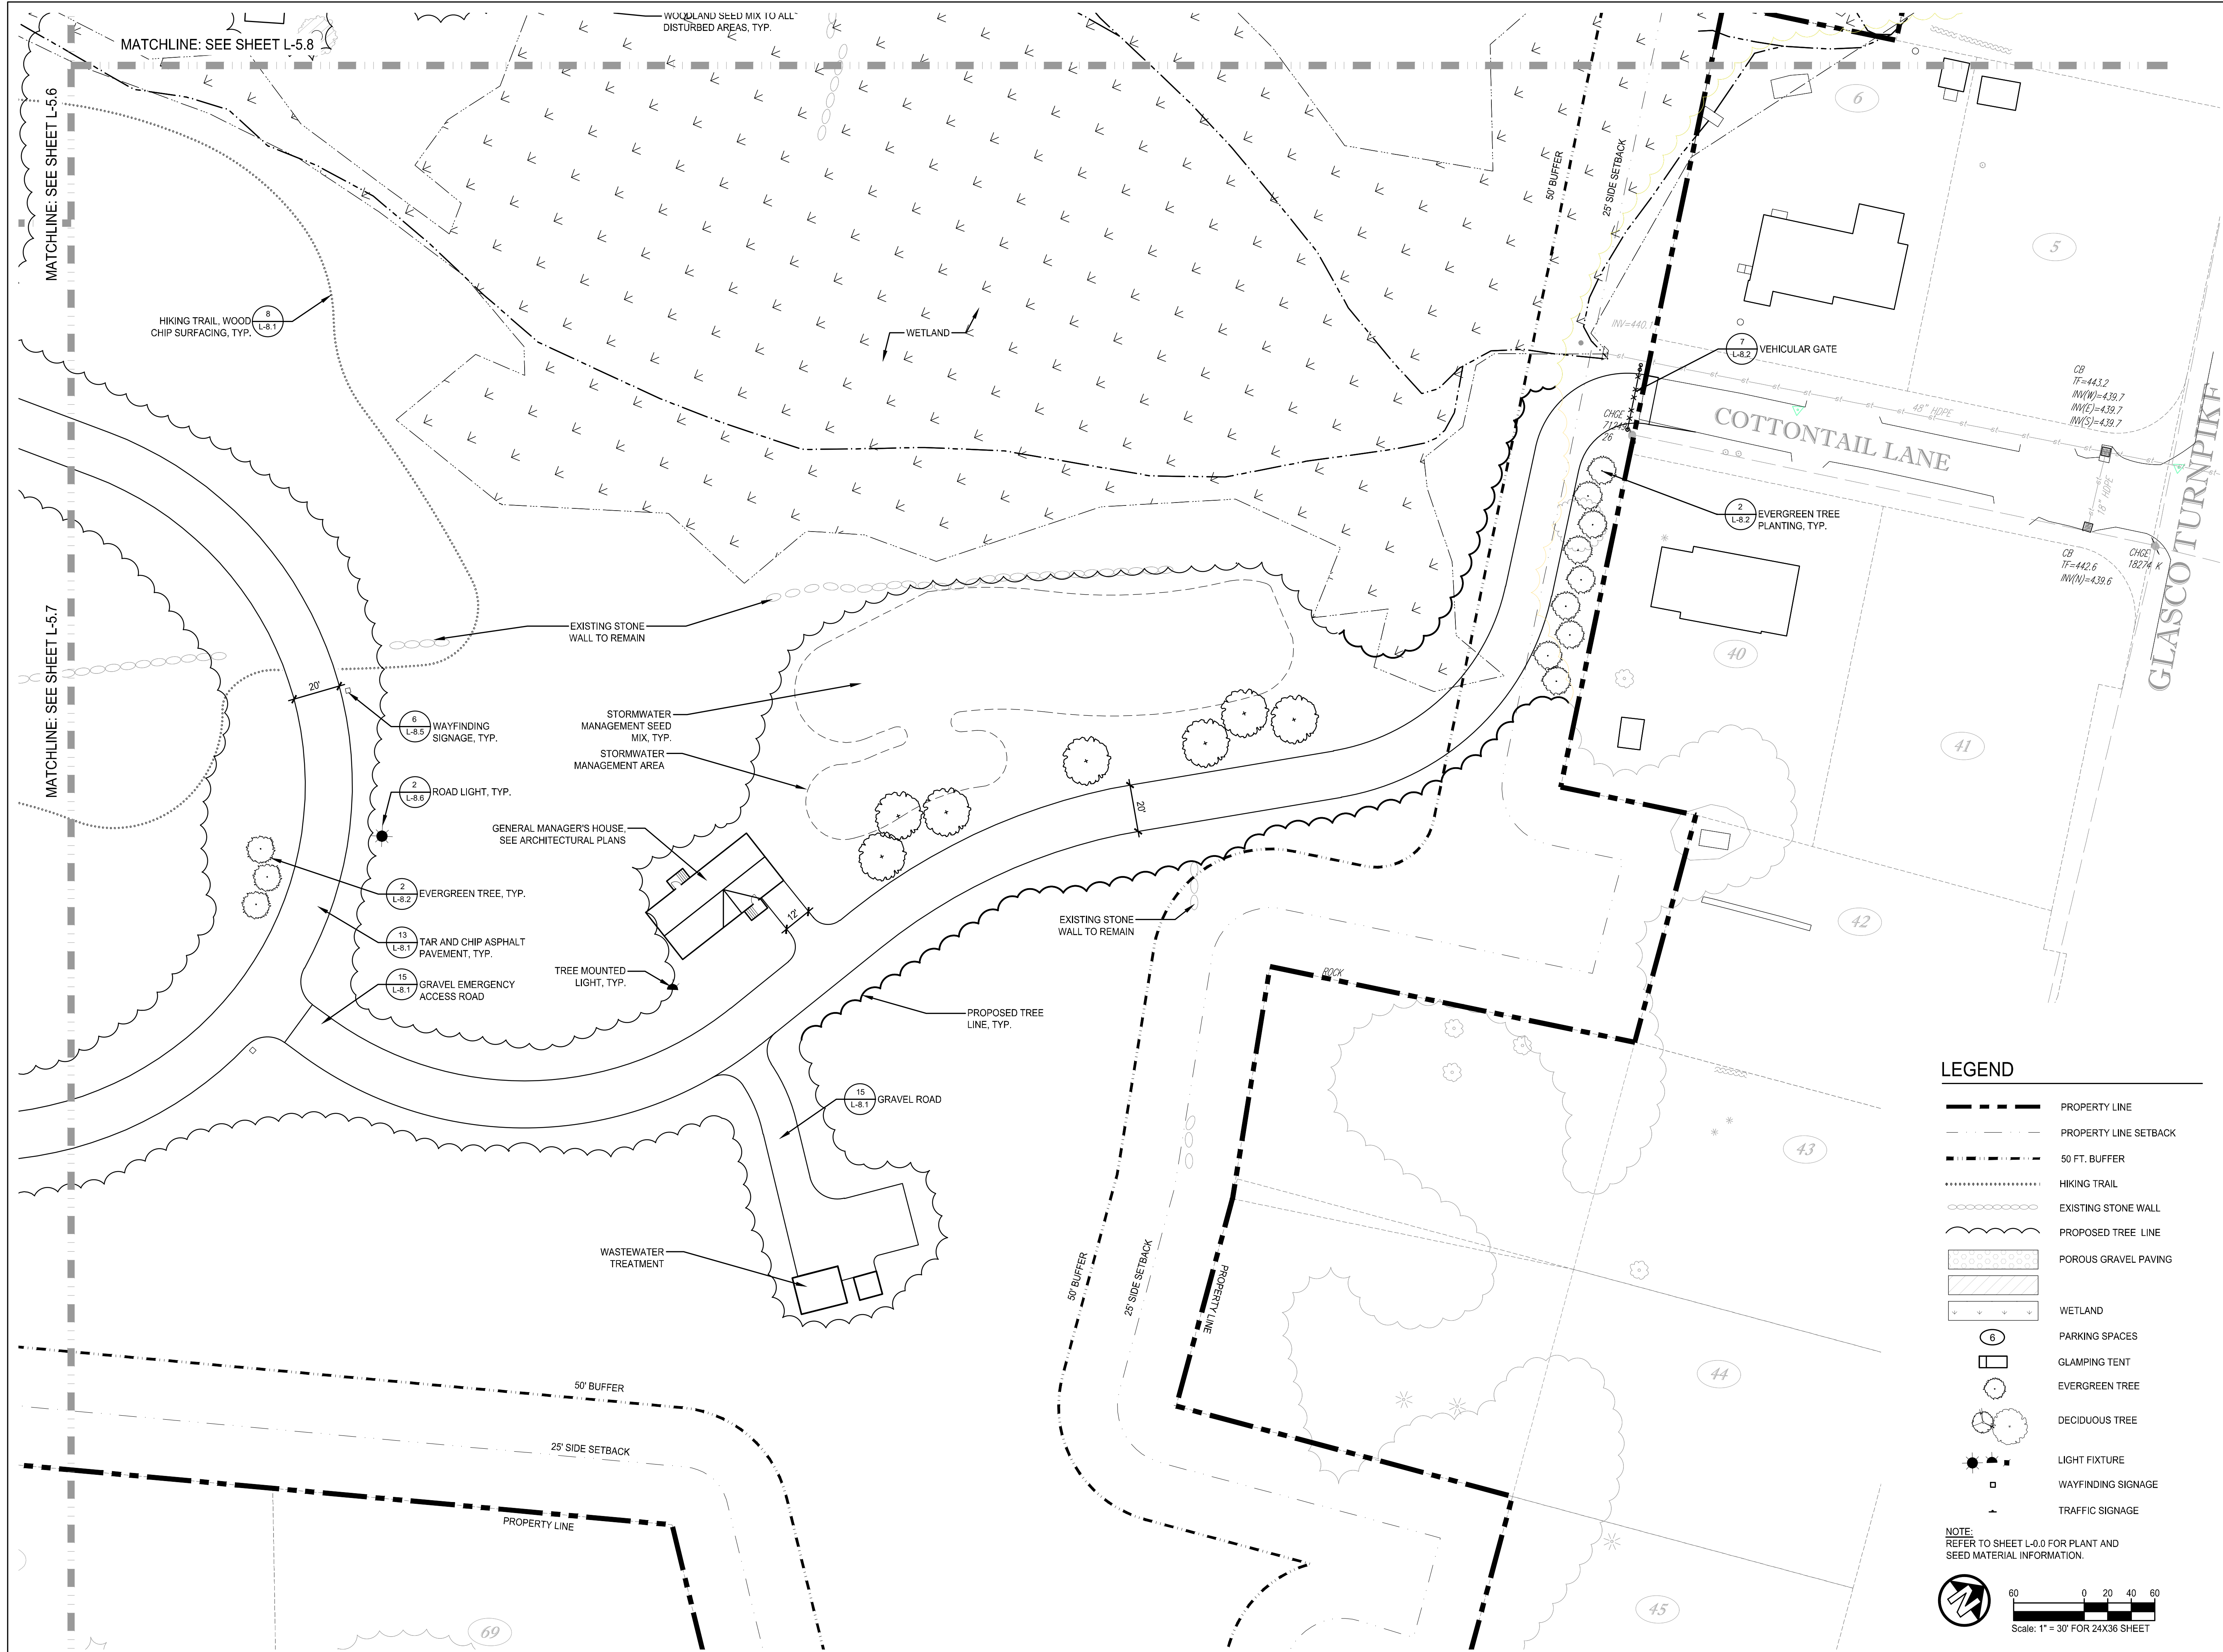 WOODLAND SEED MIX TO ALL
DISTURBED AREAS, TYP.
MATCHLINE: SEE SHEET L-5.8
MATCHLINE: SEE SHEET L-5.6
MATCHLINE: SEE SHEET L-5.7
HIKING TRAIL, WOOD
CHIP SURFACING, TYP.
8
L-8.1
WETLAND
50' BUFFER
25' SIDE SETBACK
6
5
INV=440.1
7
L-8.2
VEHICULAR GATE
CHGE
71249
26
COTTONTAIL LANE
48" HDPE
CB
TF=443.2
INV(W)=439.7
INV(E)=439.7
INV(S)=439.7
18" HDPE
CB
TF=442.6
INV(N)=439.6
CHGE
18274 K
GLASCO TURNPIKE
2
L-8.2
EVERGREEN TREE
PLANTING, TYP.
EXISTING STONE
WALL TO REMAIN
40
41
42
43
44
45
69
20'
6
L-8.5
WAYFINDING
SIGNAGE, TYP.
STORMWATER
MANAGEMENT SEED
MIX, TYP.
STORMWATER
MANAGEMENT AREA
2
L-8.6
ROAD LIGHT, TYP.
20'
GENERAL MANAGER'S HOUSE,
SEE ARCHITECTURAL PLANS
2
L-8.2
EVERGREEN TREE, TYP.
12'
EXISTING STONE
WALL TO REMAIN
13
L-8.1
TAR AND CHIP ASPHALT
PAVEMENT, TYP.
TREE MOUNTED
LIGHT, TYP.
15
L-8.1
GRAVEL EMERGENCY
ACCESS ROAD
ROCK
PROPOSED TREE
LINE, TYP.
15
L-8.1
GRAVEL ROAD
WASTEWATER
TREATMENT
50' BUFFER
25' SIDE SETBACK
PROPERTY LINE
50' BUFFER
25' SIDE SETBACK
PROPERTY LINE
LEGEND
PROPERTY LINE
PROPERTY LINE SETBACK
50 FT. BUFFER
HIKING TRAIL
EXISTING STONE WALL
PROPOSED TREE LINE
POROUS GRAVEL PAVING
WETLAND
6
PARKING SPACES
GLAMPING TENT
EVERGREEN TREE
DECIDUOUS TREE
LIGHT FIXTURE
WAYFINDING SIGNAGE
TRAFFIC SIGNAGE
NOTE:
REFER TO SHEET L-0.0 FOR PLANT AND
SEED MATERIAL INFORMATION.
N
60 0 20 40 60
Scale: 1" = 30' FOR 24X36 SHEET